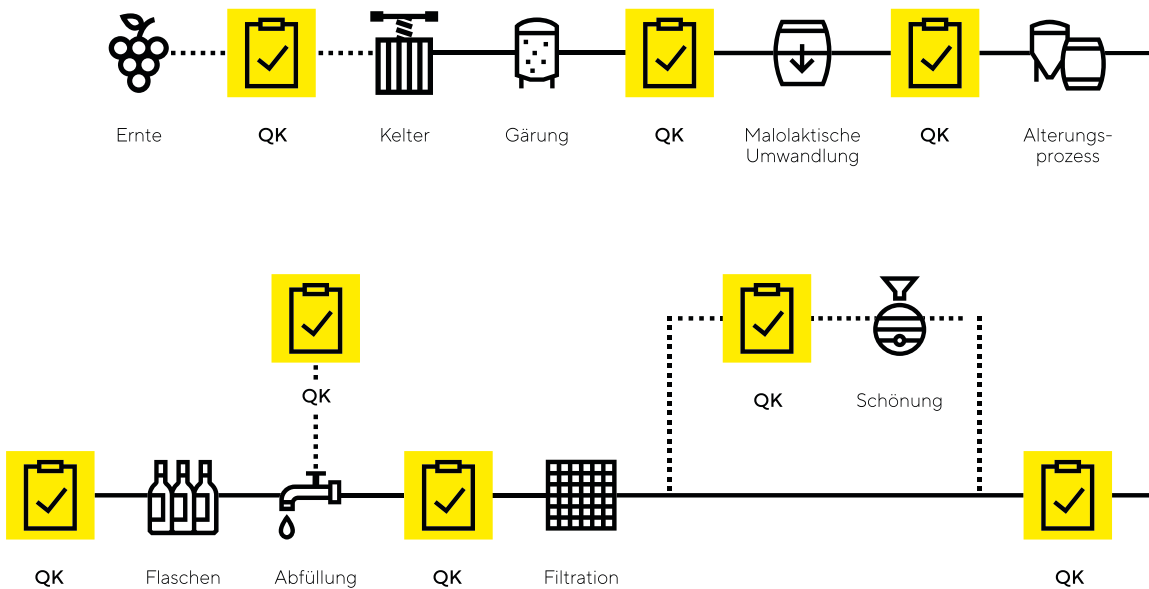 Ernte
QK
Kelter
Gärung
QK
Malolaktische
Umwandlung
QK
Alterungs-
prozess
QK
QK
Schönung
QK
Flaschen
Abfüllung
QK
Filtration
QK